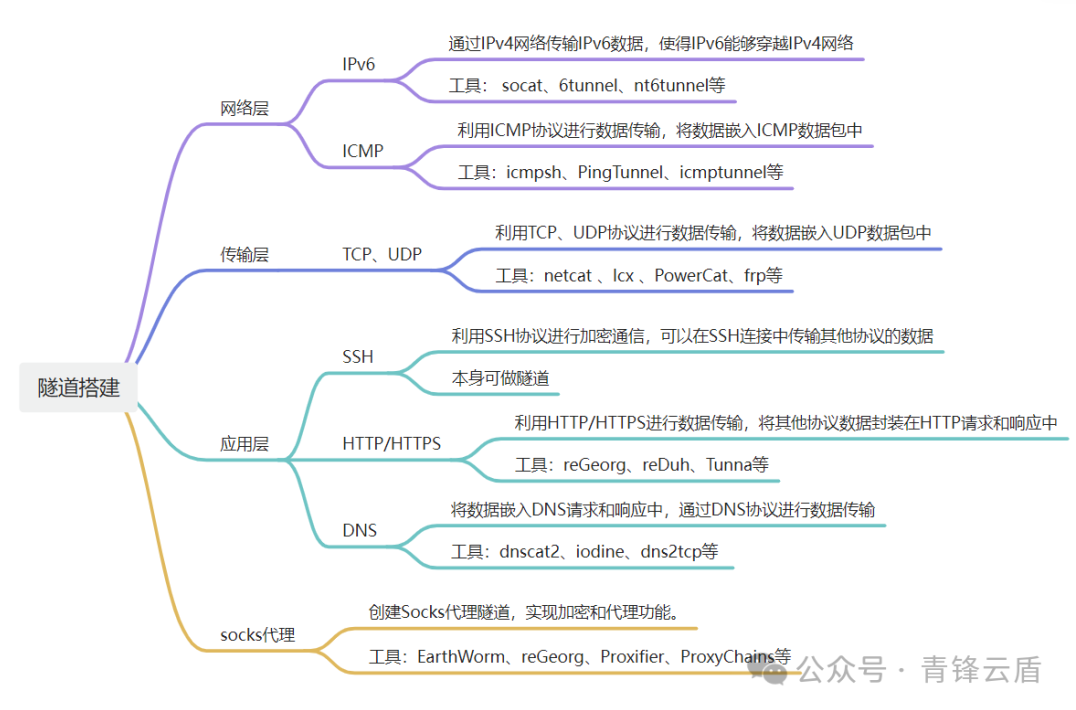 隧道搭建
网络层
IPv6
通过IPv4网络传输IPv6数据，使得IPv6能够穿越IPv4网络
工具： socat、6tunnel、nt6tunnel等
ICMP
利用ICMP协议进行数据传输，将数据嵌入ICMP数据包中
工具：icmpsh、PingTunnel、icmptunnel等
传输层
TCP、UDP
利用TCP、UDP协议进行数据传输，将数据嵌入UDP数据包中
工具：netcat 、lcx 、PowerCat、frp等
应用层
SSH
利用SSH协议进行加密通信，可以在SSH连接中传输其他协议的数据
本身可做隧道
HTTP/HTTPS
利用HTTP/HTTPS进行数据传输，将其他协议数据封装在HTTP请求和响应中
工具：reGeorg、reDuh、Tunna等
DNS
将数据嵌入DNS请求和响应中，通过DNS协议进行数据传输
工具：dnscat2、iodine、dns2tcp等
socks代理
创建Socks代理隧道，实现加密和代理功能。
工具：EarthWorm、reGeorg、Proxifier、ProxyChains等
公众号 · 青锋云盾